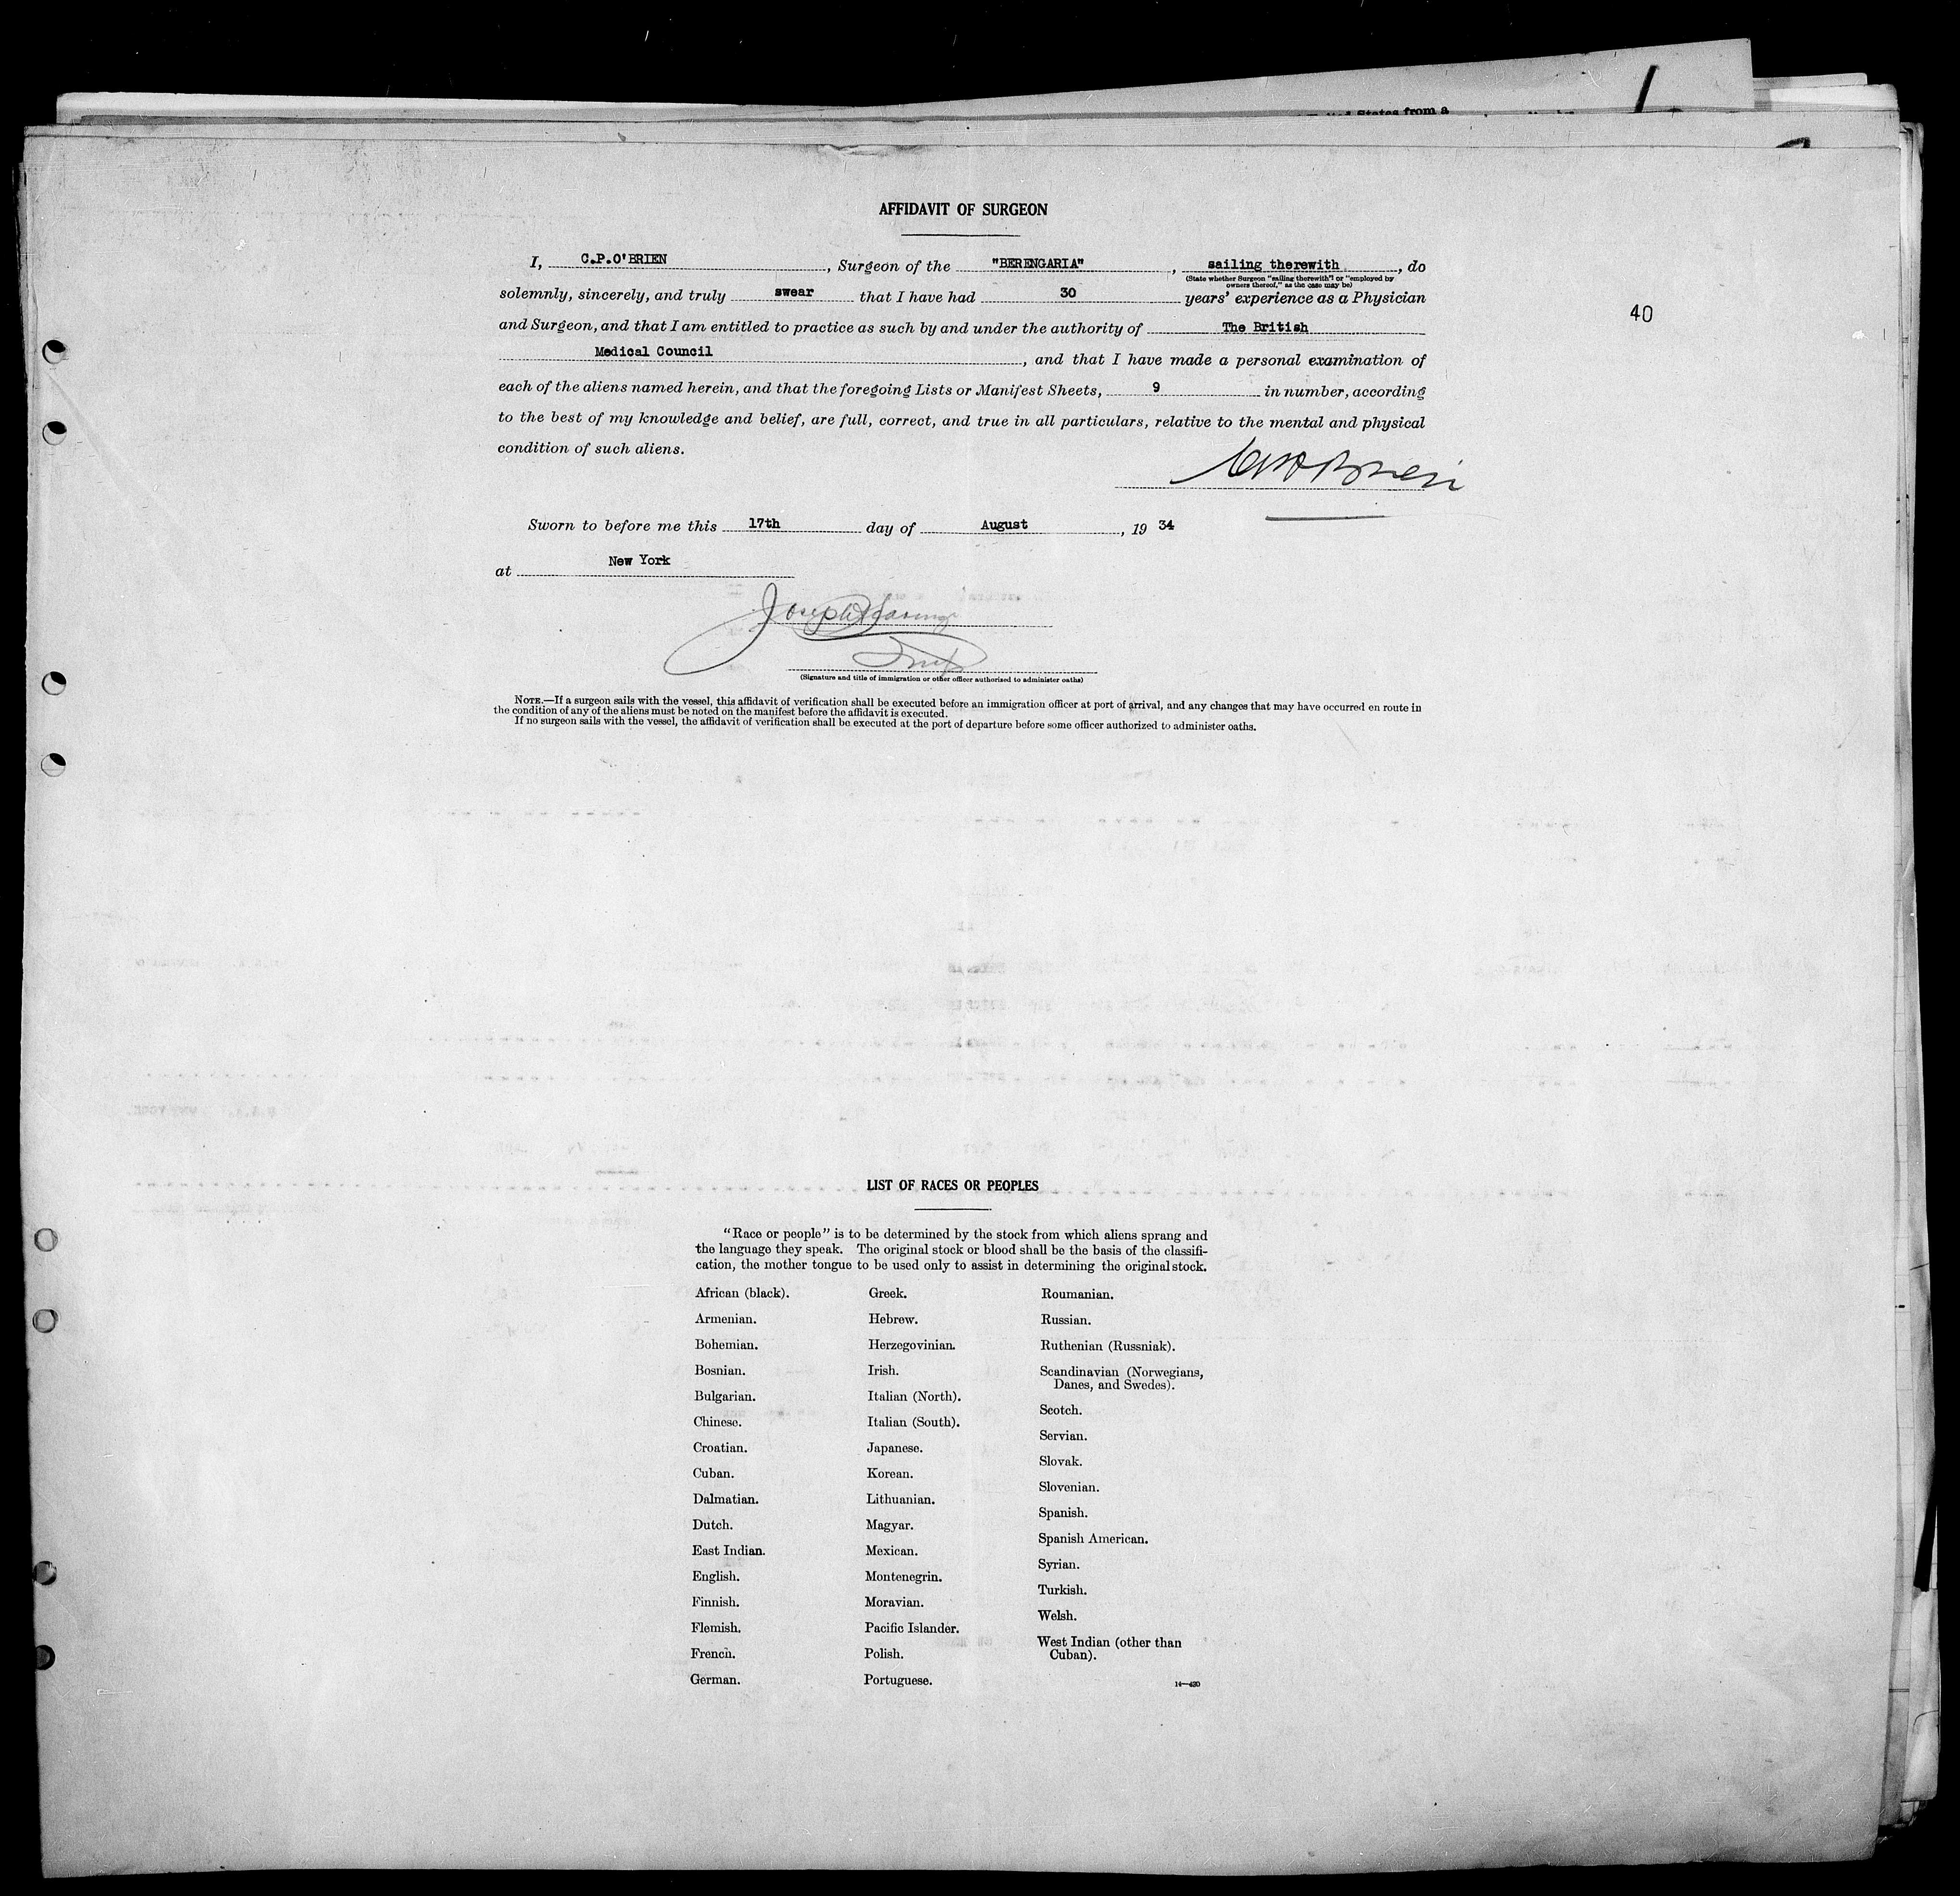 United States from a
AFFIDAVIT OF SURGEON
I, C.P.O'BRIEN, Surgeon of the "BERENGARIA", sailing therewith, do
(State whether Surgeon "sailing therewith" or "employed by
owners thereof," as the case may be)
solemnly, sincerely, and truly swear that I have had 30 years' experience as a Physician
40
and Surgeon, and that I am entitled to practice as such by and under the authority of The British
Medical Council, and that I have made a personal examination of
each of the aliens named herein, and that the foregoing Lists or Manifest Sheets, 9 in number, according
to the best of my knowledge and belief, are full, correct, and true in all particulars, relative to the mental and physical
condition of such aliens.
C.P. O'Brien
Sworn to before me this 17th day of August, 19 34
at New York
Joseph
(Signature and title of immigration or other officer authorized to administer oaths)
NOTE.—If a surgeon sails with the vessel, this affidavit of verification shall be executed before an immigration officer at port of arrival, and any changes that may have occurred en route in
the condition of any of the aliens must be noted on the manifest before the affidavit is executed.
If no surgeon sails with the vessel, the affidavit of verification shall be executed at the port of departure before some officer authorized to administer oaths.
LIST OF RACES OR PEOPLES
"Race or people" is to be determined by the stock from which aliens sprang and
the language they speak. The original stock or blood shall be the basis of the classifi-
cation, the mother tongue to be used only to assist in determining the original stock.
African (black).
Armenian.
Bohemian.
Bosnian.
Bulgarian.
Chinese.
Croatian.
Cuban.
Dalmatian.
Dutch.
East Indian.
English.
Finnish.
Flemish.
French.
German.
Greek.
Hebrew.
Herzegovinian.
Irish.
Italian (North).
Italian (South).
Japanese.
Korean.
Lithuanian.
Magyar.
Mexican.
Montenegrin.
Moravian.
Pacific Islander.
Polish.
Portuguese.
Roumanian.
Russian.
Ruthenian (Russniak).
Scandinavian (Norwegians,
Danes, and Swedes).
Scotch.
Servian.
Slovak.
Slovenian.
Spanish.
Spanish American.
Syrian.
Turkish.
Welsh.
West Indian (other than
Cuban).
14—430